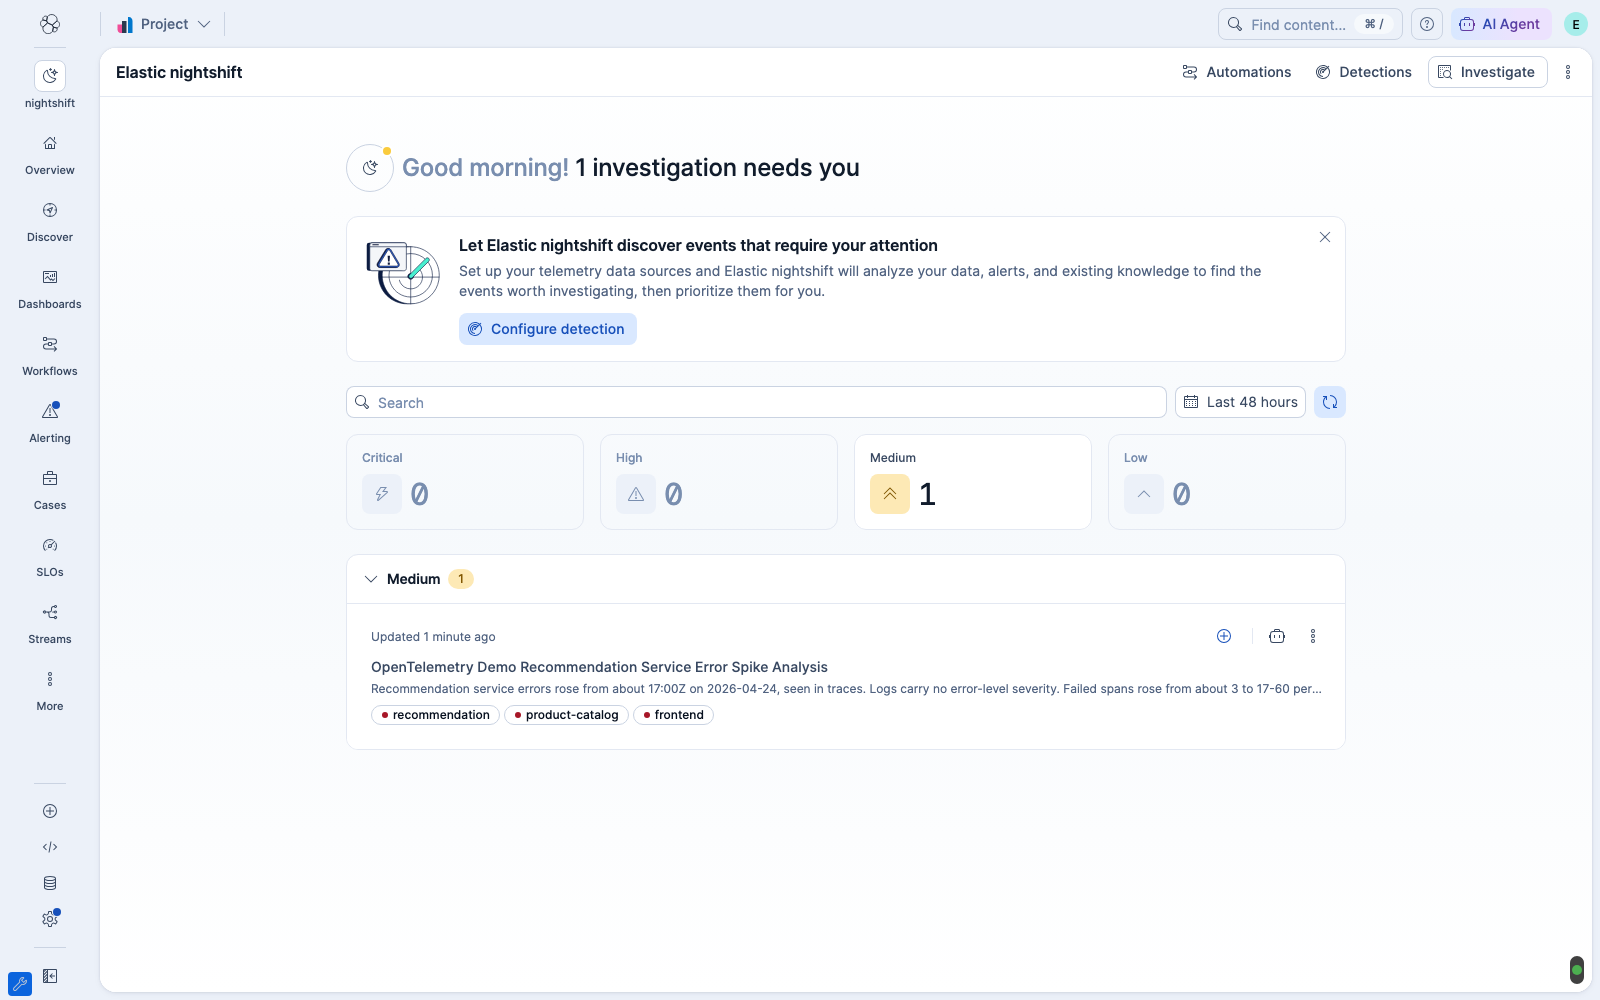 Project
Find content...
⌘ /
AI Agent
E
nightshift
Overview
Discover
Dashboards
Workflows
Alerting
Cases
SLOs
Streams
More
Elastic nightshift
Automations
Detections
Investigate
Good morning! 1 investigation needs you
Let Elastic nightshift discover events that require your attention
Set up your telemetry data sources and Elastic nightshift will analyze your data, alerts, and existing knowledge to find the
events worth investigating, then prioritize them for you.
Configure detection
Search
Last 48 hours
Critical
0
High
0
Medium
1
Low
0
Medium 1
Updated 1 minute ago
OpenTelemetry Demo Recommendation Service Error Spike Analysis
Recommendation service errors rose from about 17:00Z on 2026-04-24, seen in traces. Logs carry no error-level severity. Failed spans rose from about 3 to 17-60 per...
recommendation
product-catalog
frontend